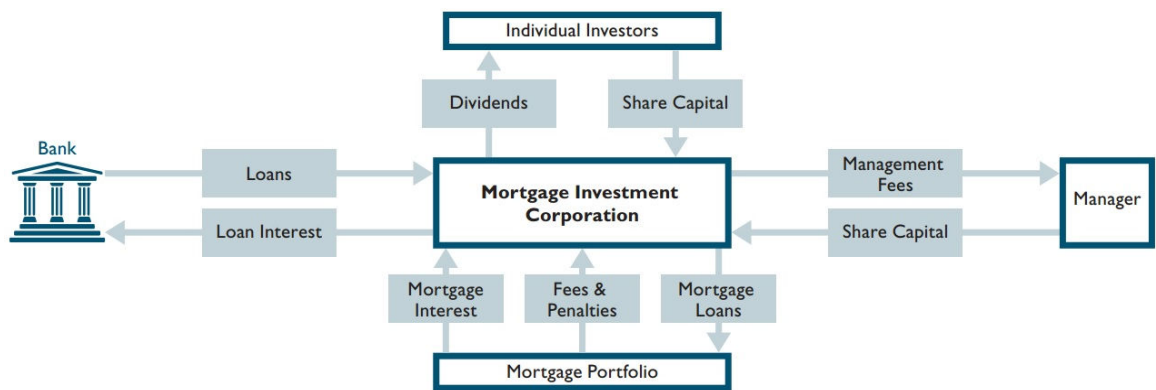 Individual Investors
Dividends
Share Capital
Bank
Loans
Loan Interest
Mortgage Investment
Corporation
Management
Fees
Share Capital
Manager
Mortgage
Interest
Fees &
Penalties
Mortgage
Loans
Mortgage Portfolio